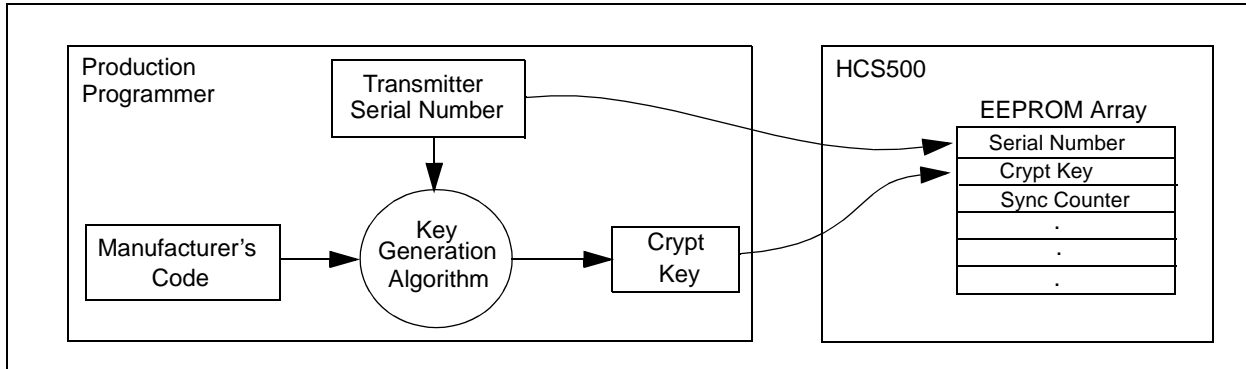 Production
Programmer
Transmitter
Serial Number
Manufacturer's
Code
Key
Generation
Algorithm
Crypt
Key
HCS500
EEPROM Array
Serial Number
Crypt Key
Sync Counter
.
.
.